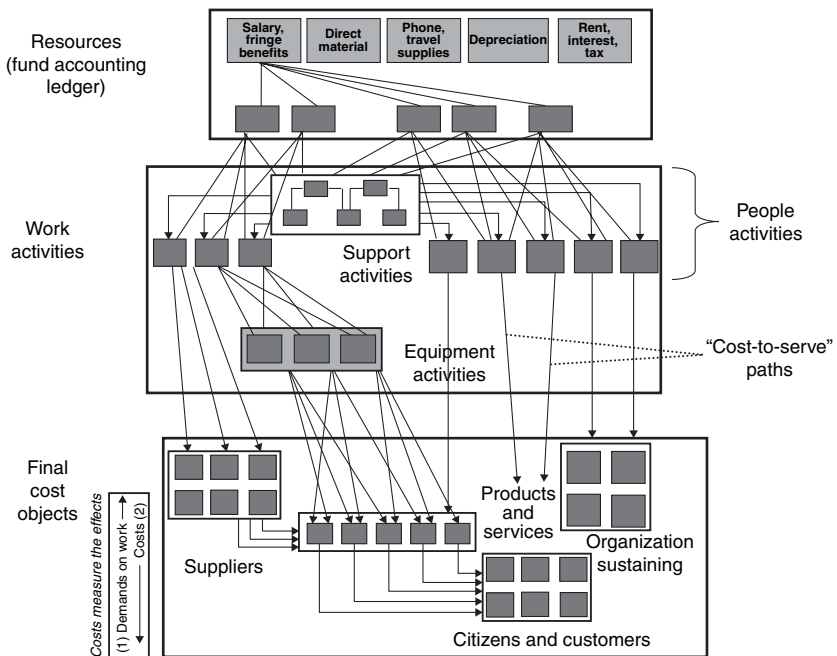 Resources
(fund accounting
ledger)
Salary,
fringe
benefits
Direct
material
Phone,
travel
supplies
Depreciation
Rent,
interest,
tax
Work
activities
Support
activities
People
activities
Equipment
activities
“Cost-to-serve”
paths
Final
cost
objects
Costs measure the effects
(1) Demands on work
Costs (2)
Suppliers
Products
and
services
Organization
sustaining
Citizens and customers